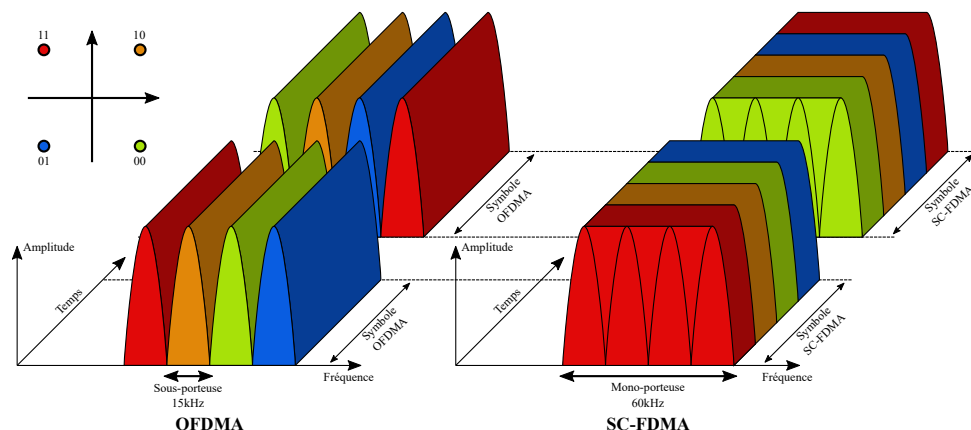 11
10
01
00
Amplitude
Temps
Symbole
OFDMA
Symbole
OFDMA
Fréquence
Sous-porteuse
15kHz
OFDMA
Amplitude
Temps
Symbole
SC-FDMA
Symbole
SC-FDMA
Fréquence
Mono-porteuse
60kHz
SC-FDMA